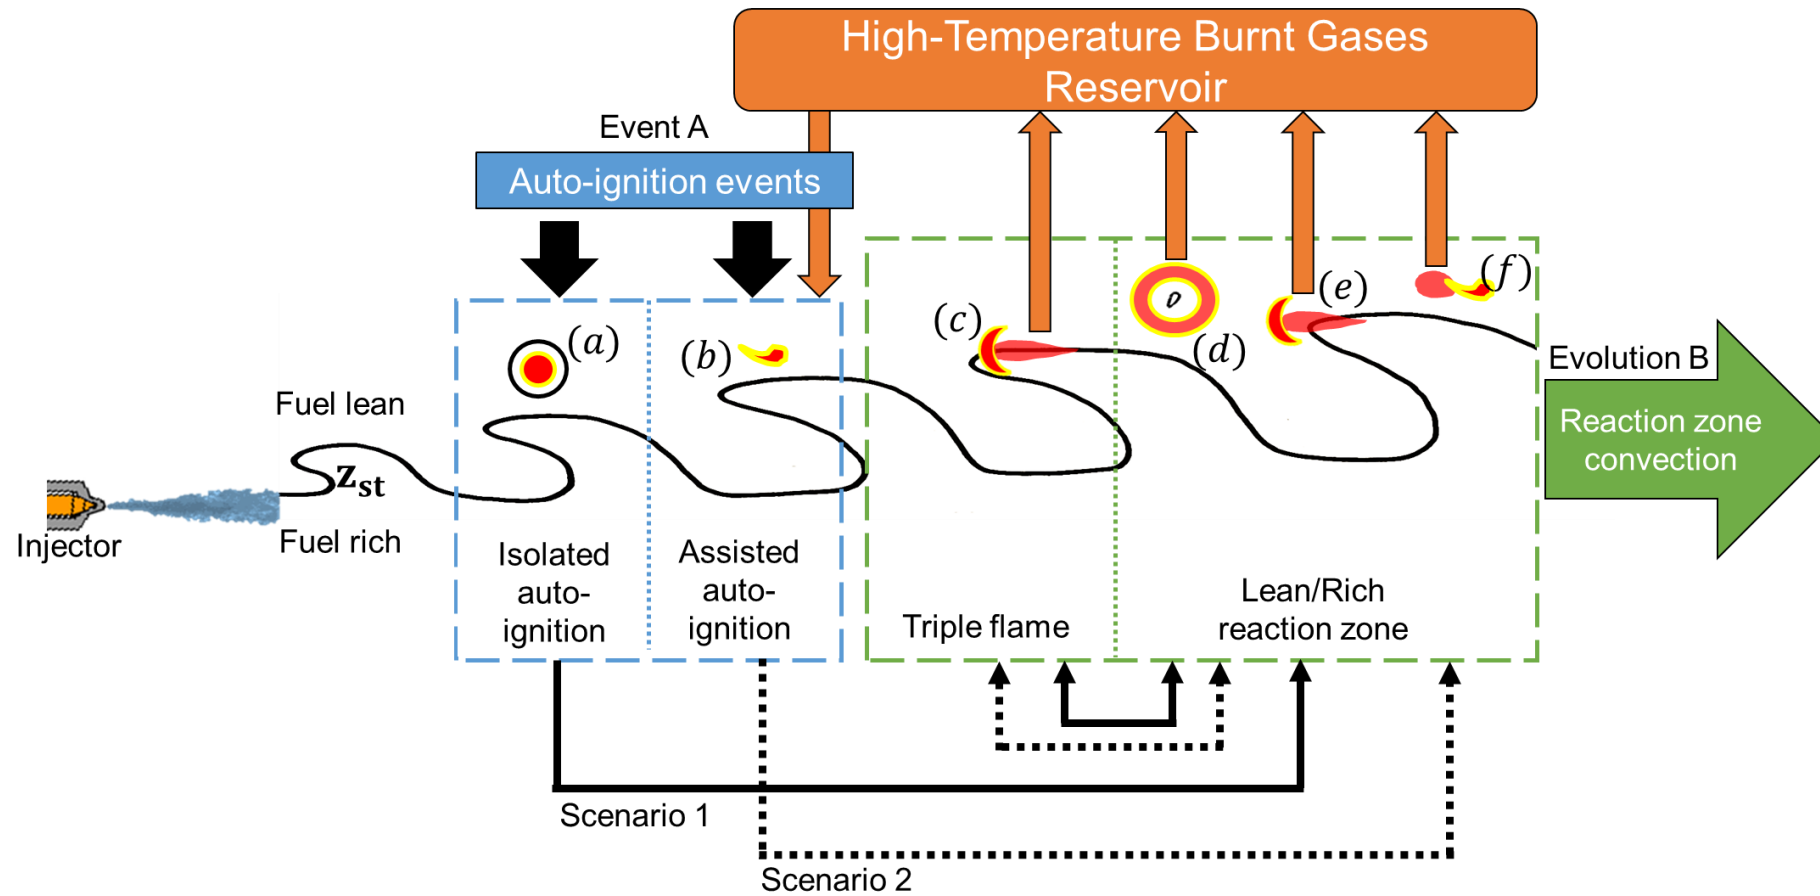 High-Temperature Burnt Gases
Reservoir
Event A
Auto-ignition events
(a)
(b)
(c)
(d)
(e)
(f)
Fuel lean
z_st
Fuel rich
Injector
Isolated
auto-
ignition
Assisted
auto-
ignition
Triple flame
Lean/Rich
reaction zone
Evolution B
Reaction zone
convection
Scenario 1
Scenario 2